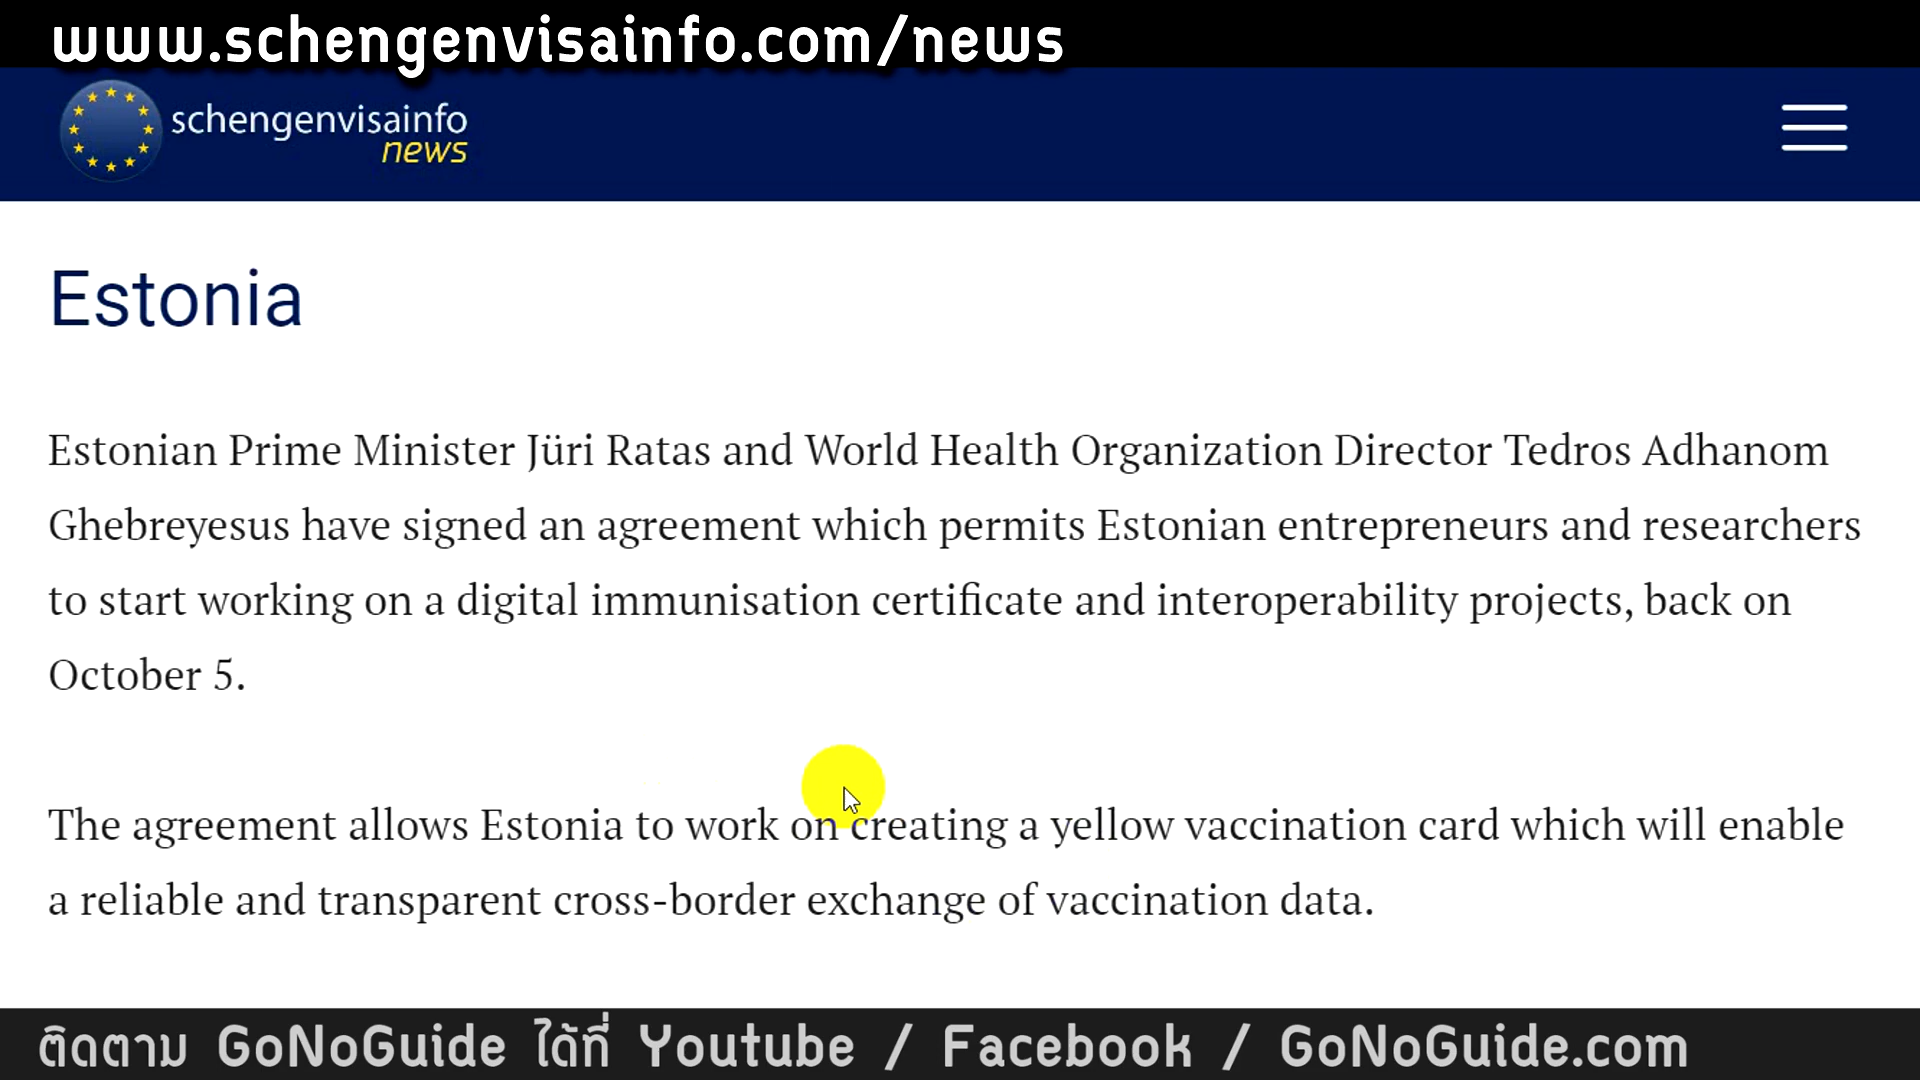 www.schengenvisainfo.com/news
schengenvisainfo
news
Estonia
Estonian Prime Minister Jüri Ratas and World Health Organization Director Tedros Adhanom
Ghebreyesus have signed an agreement which permits Estonian entrepreneurs and researchers
to start working on a digital immunisation certificate and interoperability projects, back on
October 5.
The agreement allows Estonia to work on creating a yellow vaccination card which will enable
a reliable and transparent cross-border exchange of vaccination data.
ติดตาม GoNoGuide ได้ที่ Youtube / Facebook / GoNoGuide.com